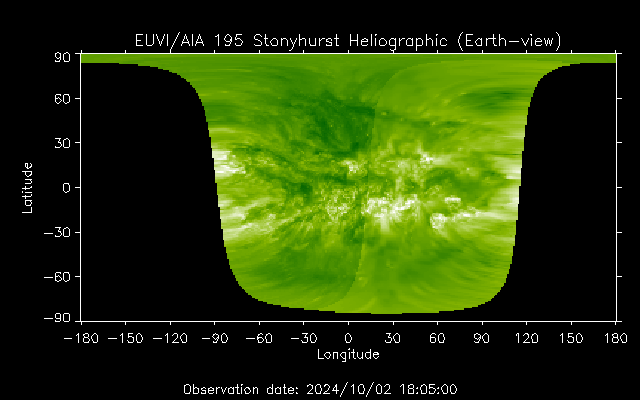 EUVI/AIA 195 Stonyhurst Heliographic (Earth-view)
90
60
30
0
-30
-60
-90
Latitude
-180 -150 -120 -90 -60 -30 0 30 60 90 120 150 180
Longitude
Observation date: 2024/10/02 18:05:00